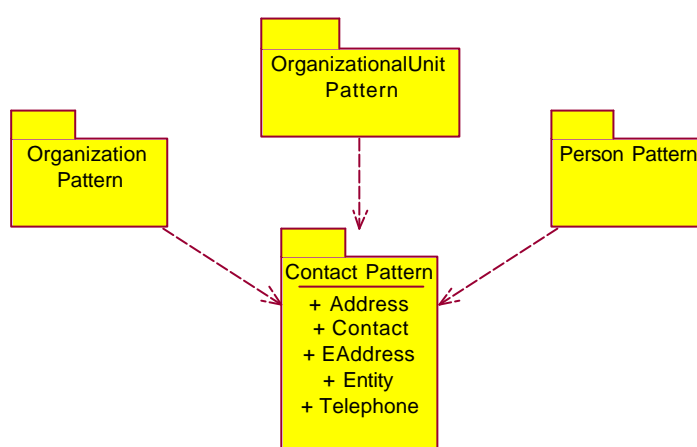 OrganizationalUnit
Pattern
Organization
Pattern
Person Pattern
Contact Pattern
+ Address
+ Contact
+ EAddress
+ Entity
+ Telephone